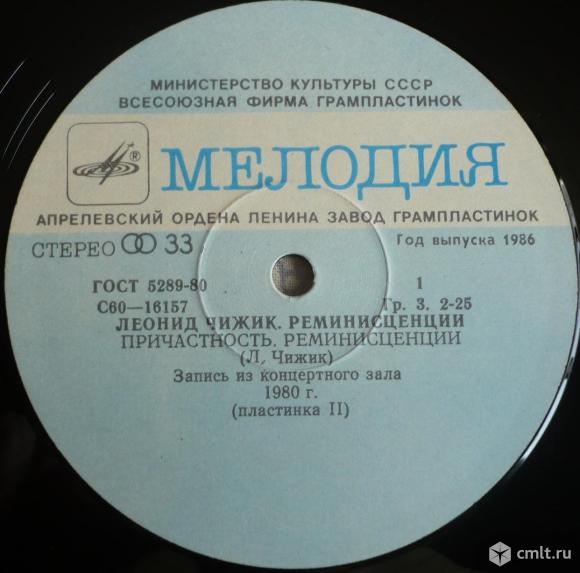 МИНИСТЕРСТВО КУЛЬТУРЫ СССР
ВСЕСОЮЗНАЯ ФИРМА ГРАМПЛАСТИНОК
® МЕЛОДИЯ
АПРЕЛЕВСКИЙ ОРДЕНА ЛЕНИНА ЗАВОД ГРАМПЛАСТИНОК
СТЕРЕО 33 Год выпуска 1986
ГОСТ 5289-80 1
С60—16157 Гр. 3. 2-25
ЛЕОНИД ЧИЖИК. РЕМИНИСЦЕНЦИИ
ПРИЧАСТНОСТЬ. РЕМИНИСЦЕНЦИИ
(Л. Чижик)
Запись из концертного зала
1980 г.
(пластинка II)
cmlt.ru